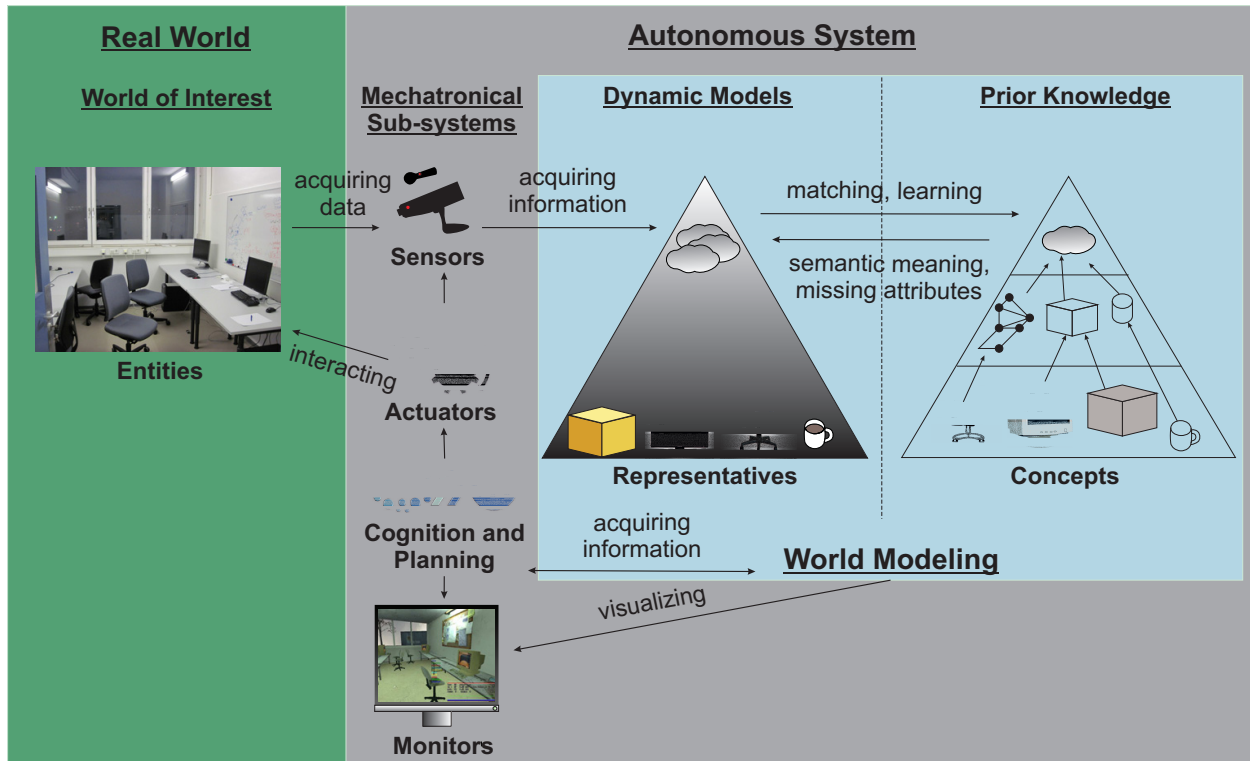 Real World
Autonomous System
World of Interest
Mechatronical
Sub-systems
Dynamic Models
Prior Knowledge
acquiring
data
acquiring
information
matching, learning
semantic meaning,
missing attributes
Sensors
interacting
Entities
Actuators
Representatives
Concepts
Cognition and
Planning
acquiring
information
World Modeling
visualizing
Monitors